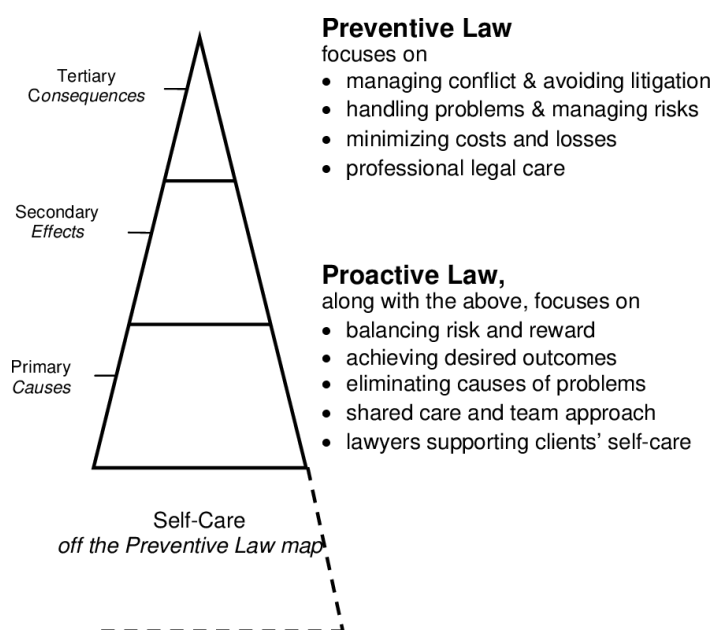 Tertiary
Consequences
Secondary
Effects
Primary
Causes
Self-Care
off the Preventive Law map
Preventive Law
focuses on
• managing conflict & avoiding litigation
• handling problems & managing risks
• minimizing costs and losses
• professional legal care
Proactive Law,
along with the above, focuses on
• balancing risk and reward
• achieving desired outcomes
• eliminating causes of problems
• shared care and team approach
• lawyers supporting clients’ self-care